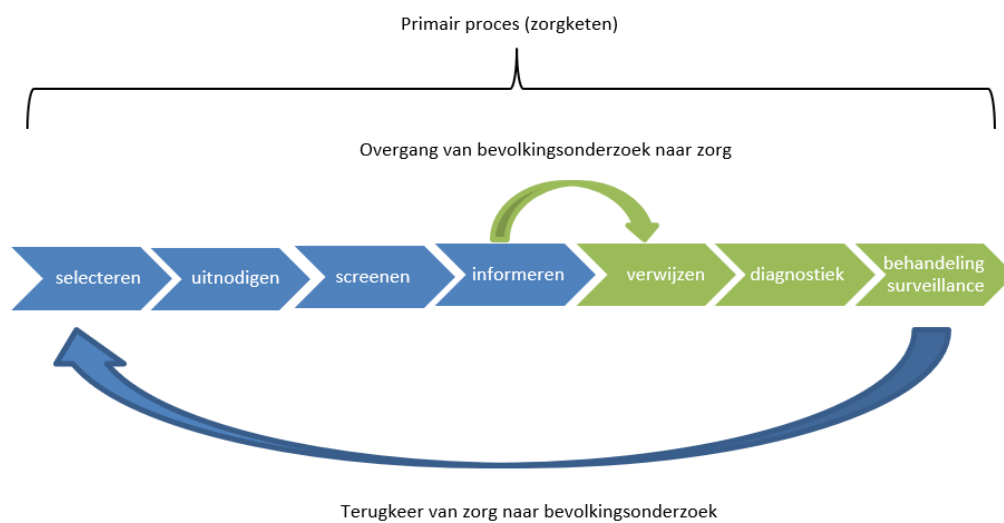 Primair proces (zorgketen)
Overgang van bevolkingsonderzoek naar zorg
selecteren
uitnodigen
screenen
informeren
verwijzen
diagnostiek
behandeling
surveillance
Terugkeer van zorg naar bevolkingsonderzoek